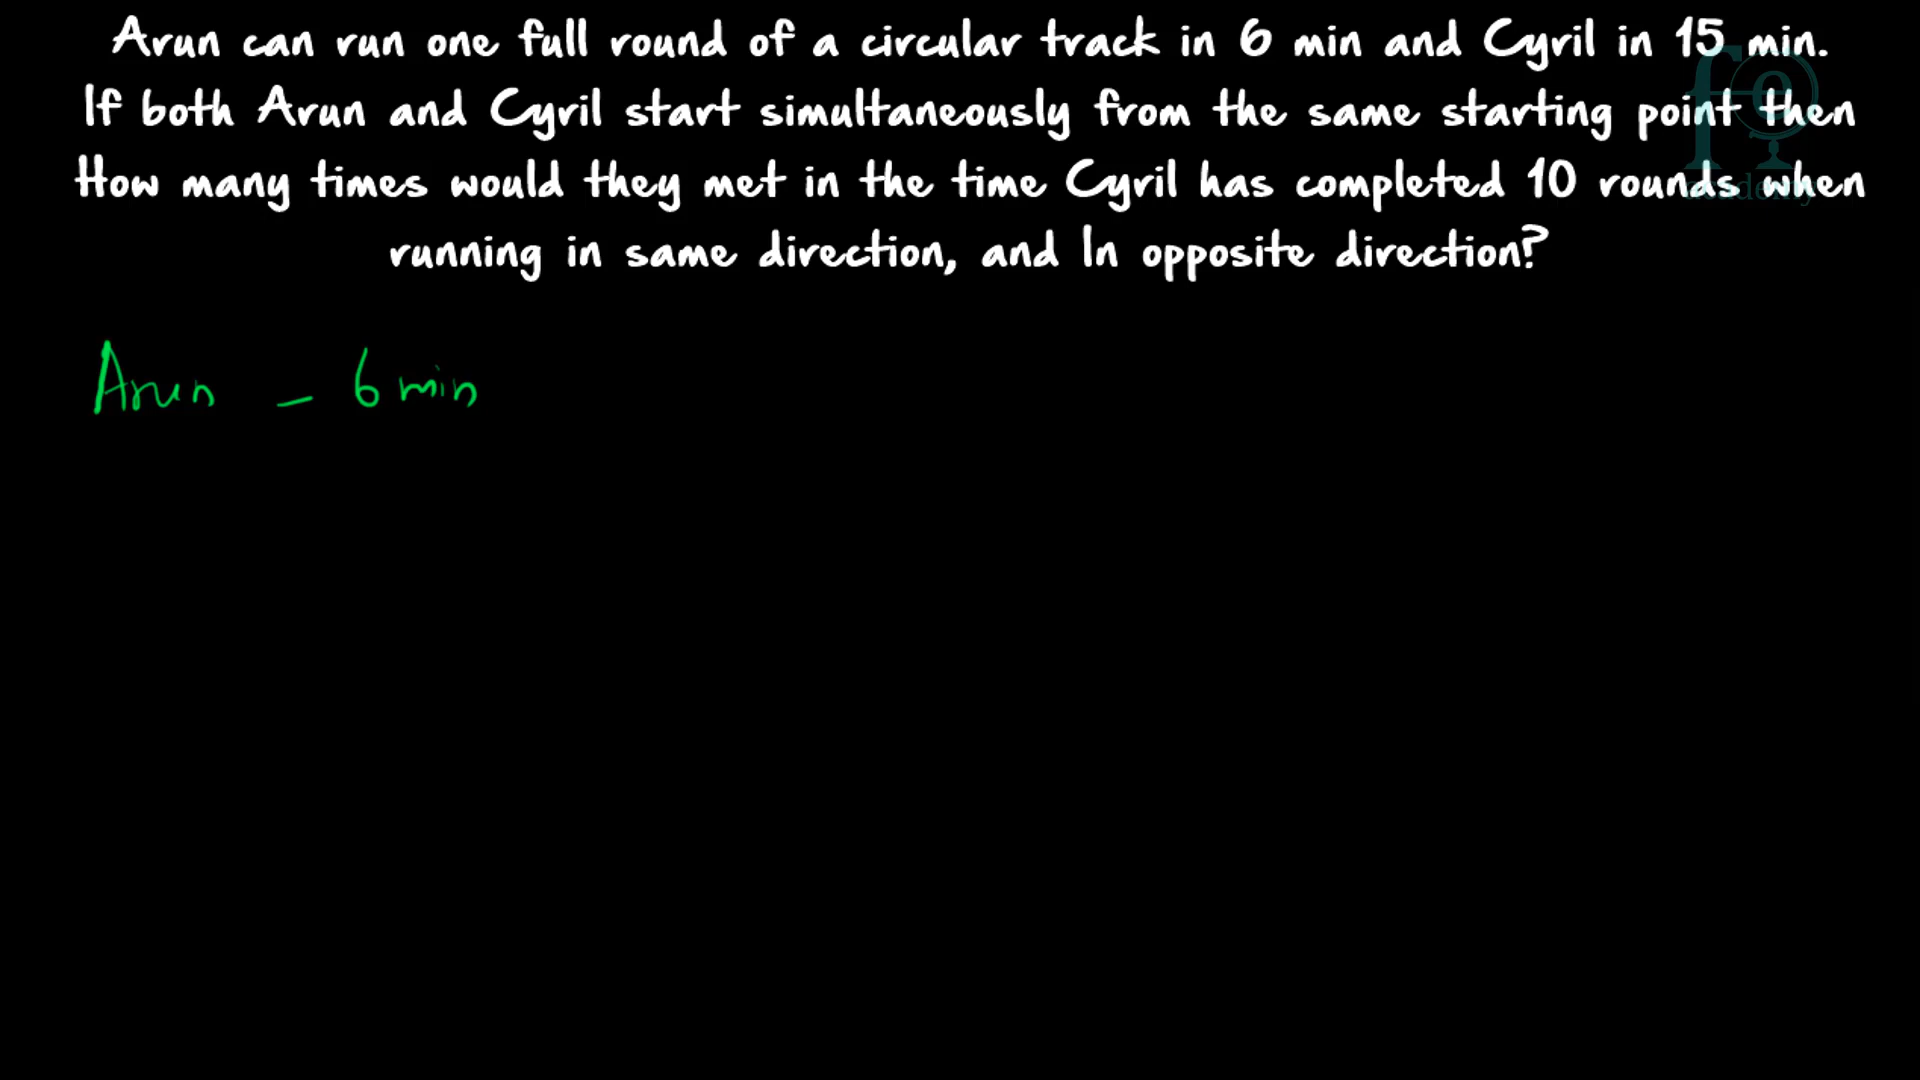 Arun can run one full round of a circular track in 6 min and Cyril in 15 min.
If both Arun and Cyril start simultaneously from the same starting point then
How many times would they met in the time Cyril has completed 10 rounds when
running in same direction, and In opposite direction?
fe
academy
Arun - 6 min